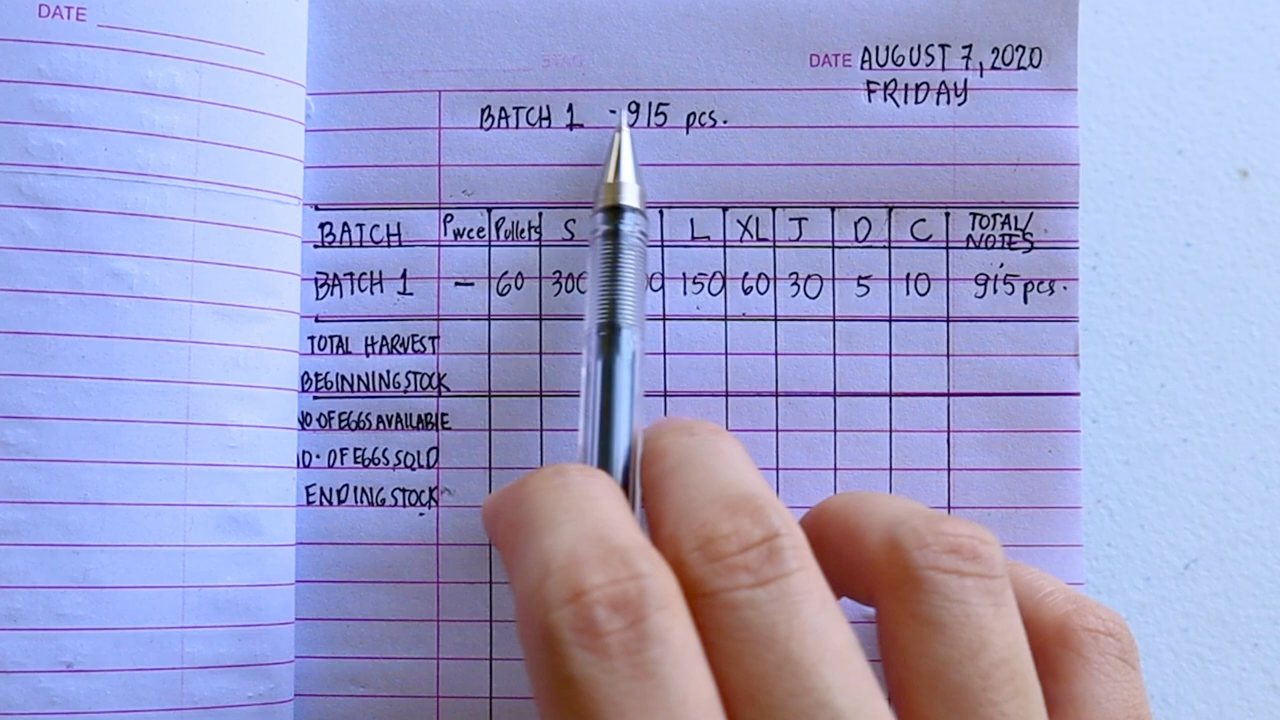 DATE
DATE AUGUST 7, 2020
FRIDAY
BATCH 1 - 915 pcs.
BATCH Pwee Pullets S L XL J D C TOTAL/
NOTES
BATCH 1 - 60 300 150 60 30 5 10 915 pcs.
TOTAL HARVEST
BEGINNING STOCK
NO. OF EGGS AVAILABLE
NO. OF EGGS SOLD
ENDING STOCK